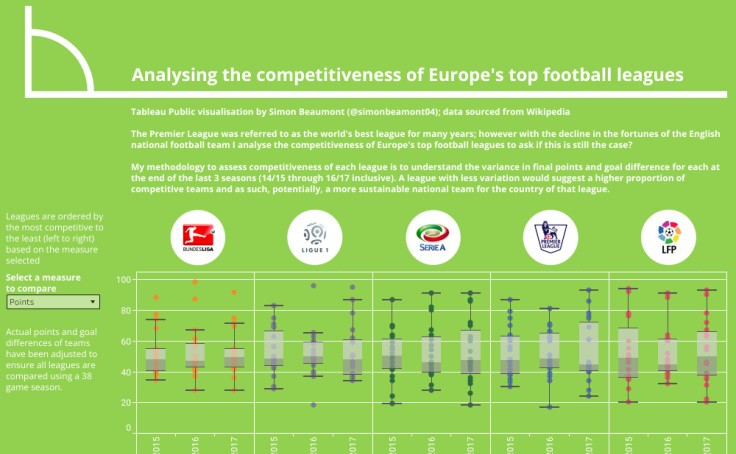 Analysing the competitiveness of Europe's top football leagues
Tableau Public visualisation by Simon Beaumont (@simonbeamont04); data sourced from Wikipedia
The Premier League was referred to as the world's best league for many years; however with the decline in the fortunes of the English
national football team I analyse the competitiveness of Europe's top football leagues to ask if this is still the case?
My methodology to assess competitiveness of each league is to understand the variance in final points and goal difference for each at
the end of the last 3 seasons (14/15 through 16/17 inclusive). A league with less variation would suggest a higher proportion of
competitive teams and as such, potentially, a more sustainable national team for the country of that league.
Leagues are ordered by
the most competitive to
the least (left to right)
based on the measure
selected
BUNDESLIGA
LIGUE 1
SERIE A
PREMIER
LEAGUE
LFP
Select a measure
to compare
Points
Actual points and goal
differences of teams
have been adjusted to
ensure all leagues are
compared using a 38
game season.
100
80
60
40
20
0
2015
2016
2017
2015
2016
2017
2015
2016
2017
2015
2016
2017
2015
2016
2017